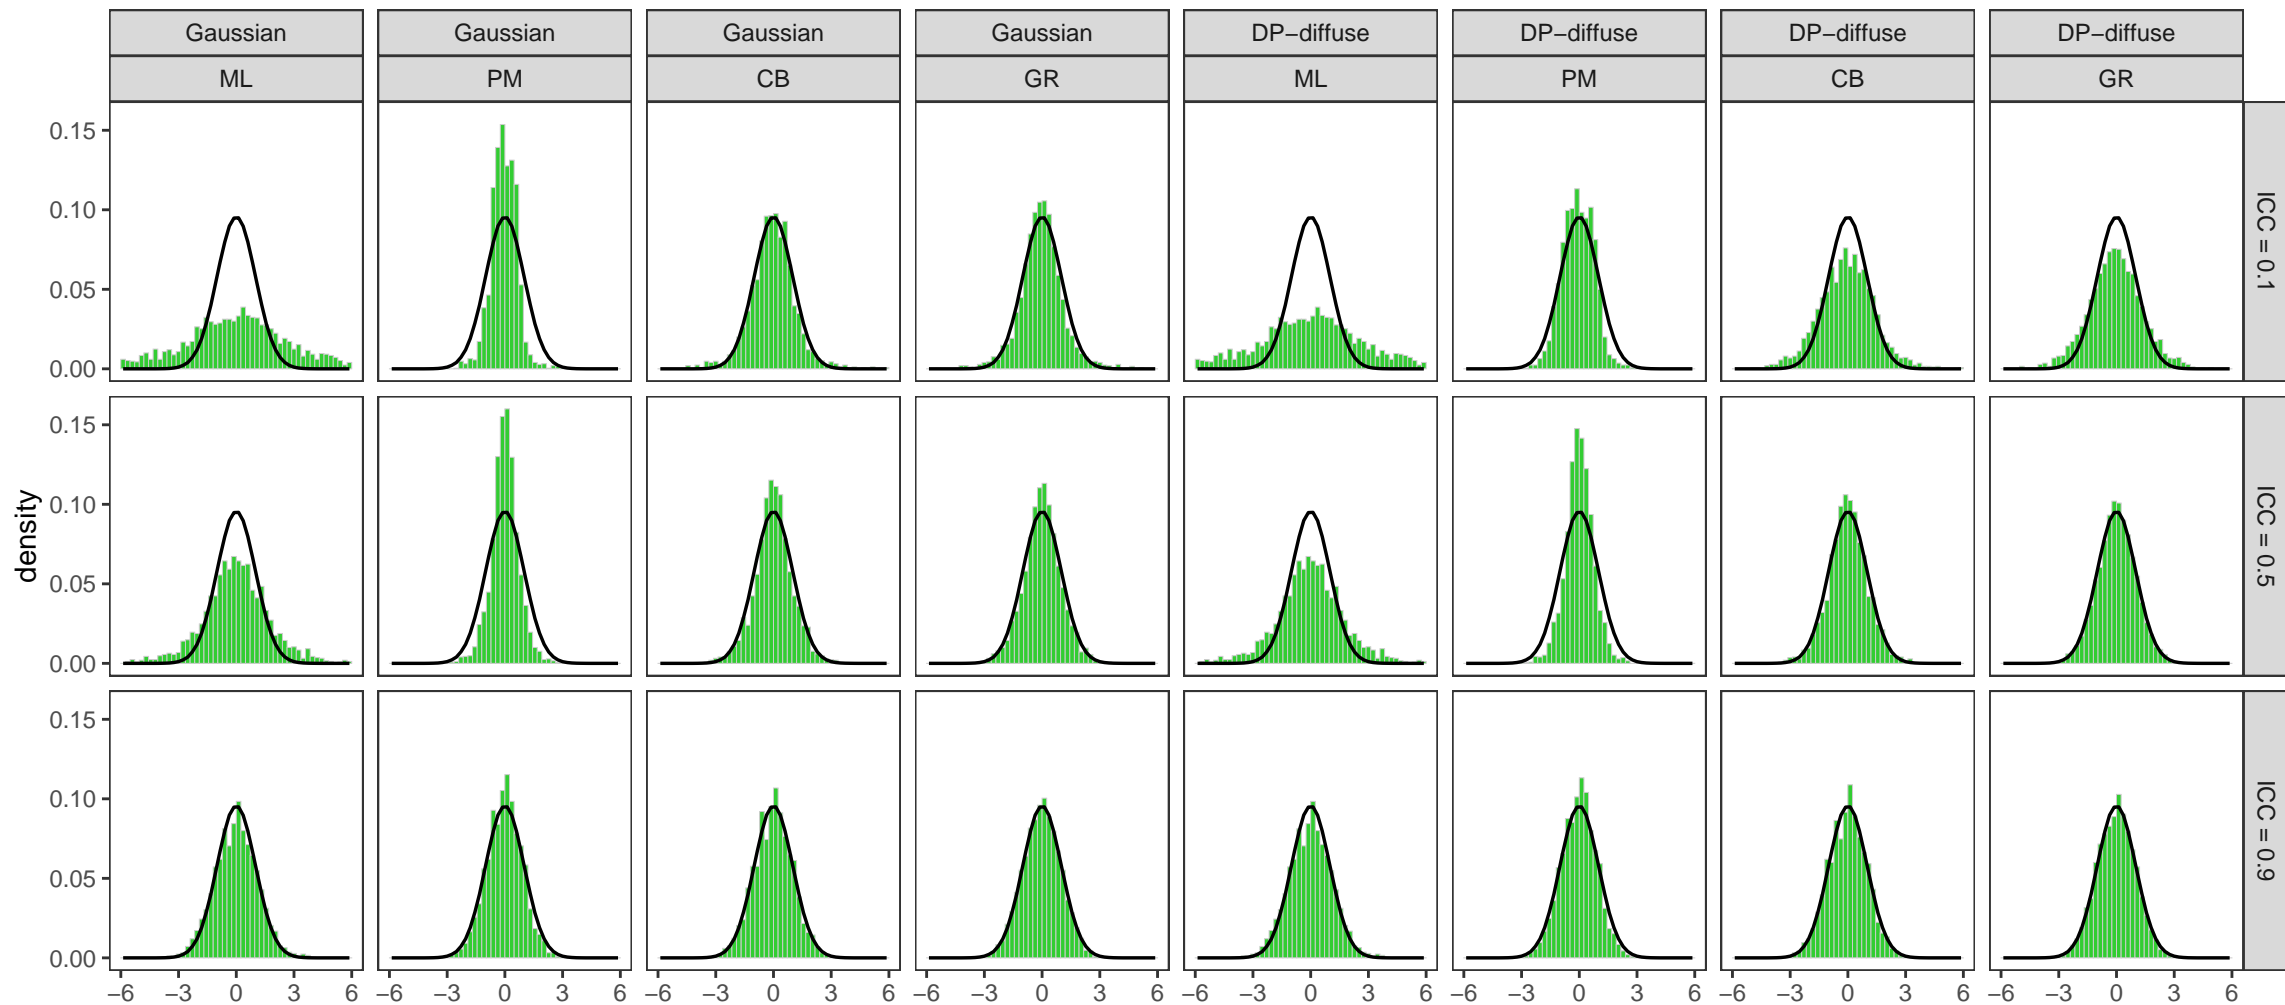 Gaussian Gaussian Gaussian Gaussian DP−diffuse DP−diffuse DP−diffuse DP−diffuse
ML PM CB GR ML PM CB GR
0.15
0.10
0.05
0.00
ICC = 0.1
density
0.15
0.10
0.05
0.00
ICC = 0.5
0.15
0.10
0.05
0.00
ICC = 0.9
−6 −3 0 3 6 −6 −3 0 3 6 −6 −3 0 3 6 −6 −3 0 3 6 −6 −3 0 3 6 −6 −3 0 3 6 −6 −3 0 3 6 −6 −3 0 3 6